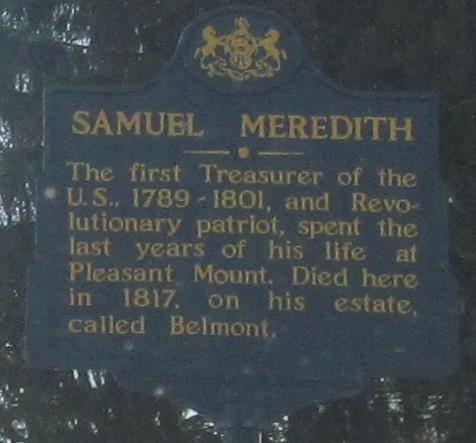 SAMUEL MEREDITH
The first Treasurer of the
U.S., 1789-1801, and Revo-
lutionary patriot, spent the
last years of his life at
Pleasant Mount. Died here
in 1817, on his estate,
called Belmont.